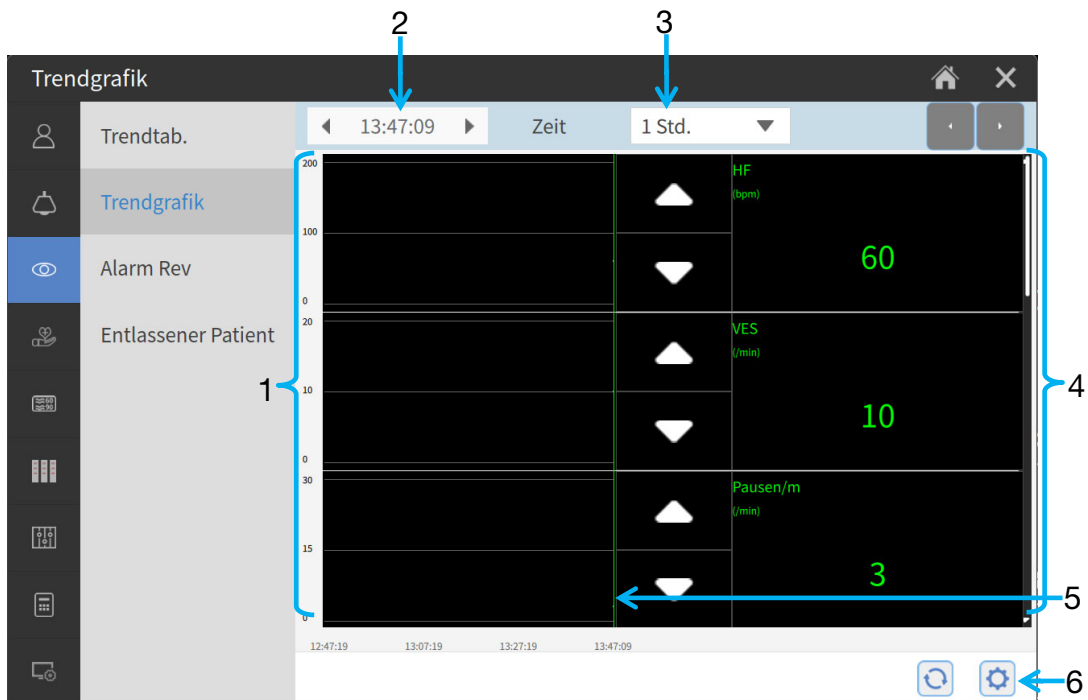 2 3
Trendgrafik
Trendtab.
Trendgrafik
Alarm Rev
Entlassener Patient
13:47:09 Zeit 1 Std.
1
200
100
0
HF
(bpm)
60
20
10
0
VES
(/min)
10
30
15
0
Pausen/m
(/min)
3
4
5
12:47:19 13:07:19 13:27:19 13:47:09
6